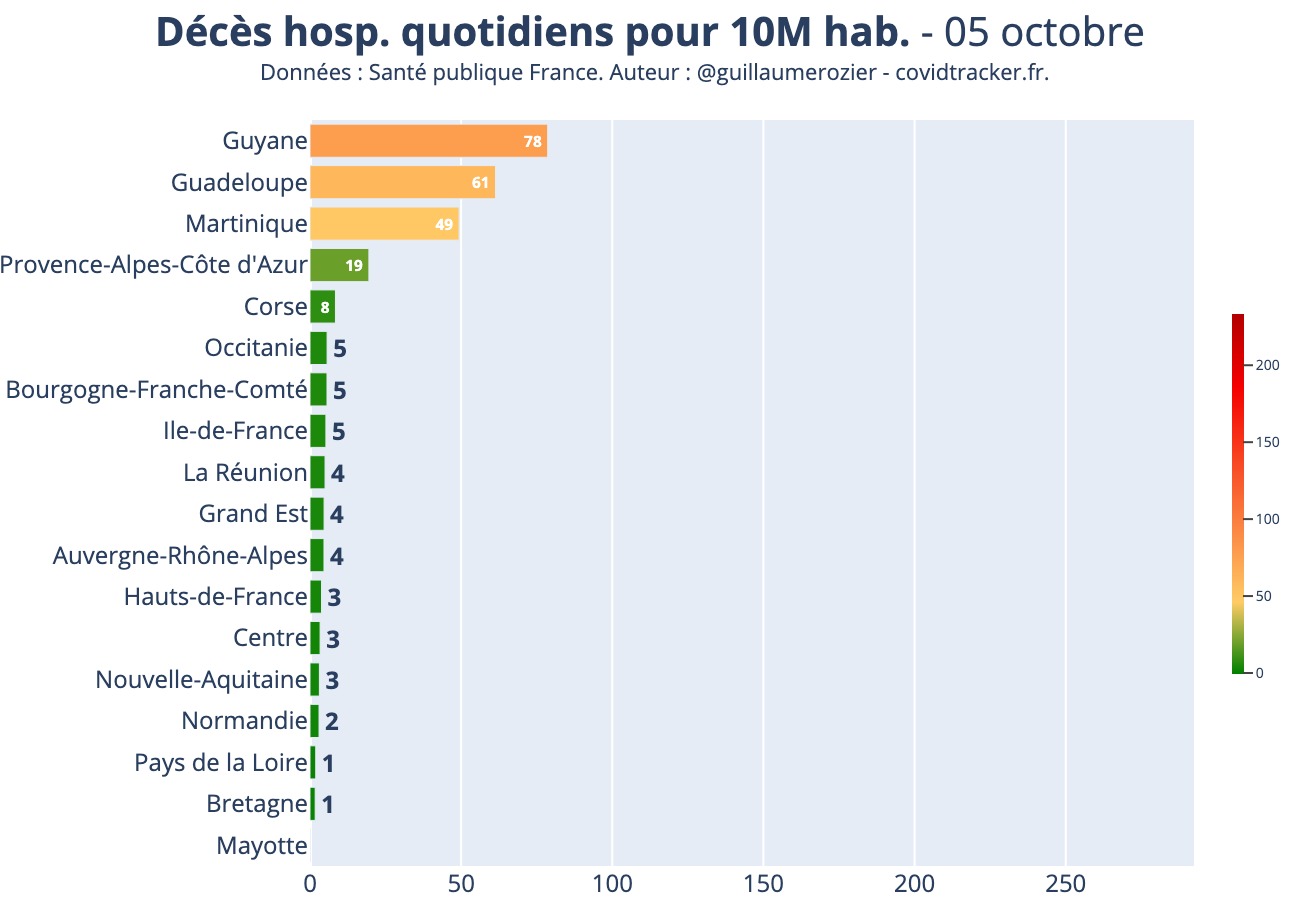 Décès hosp. quotidiens pour 10M hab. - 05 octobre
Données : Santé publique France. Auteur : @guillaumerozier - covidtracker.fr.
Guyane 78
Guadeloupe 61
Martinique 49
Provence-Alpes-Côte d'Azur 19
Corse 8
Occitanie 5
Bourgogne-Franche-Comté 5
Ile-de-France 5
La Réunion 4
Grand Est 4
Auvergne-Rhône-Alpes 4
Hauts-de-France 3
Centre 3
Nouvelle-Aquitaine 3
Normandie 2
Pays de la Loire 1
Bretagne 1
Mayotte
0 50 100 150 200 250
200
150
100
50
0